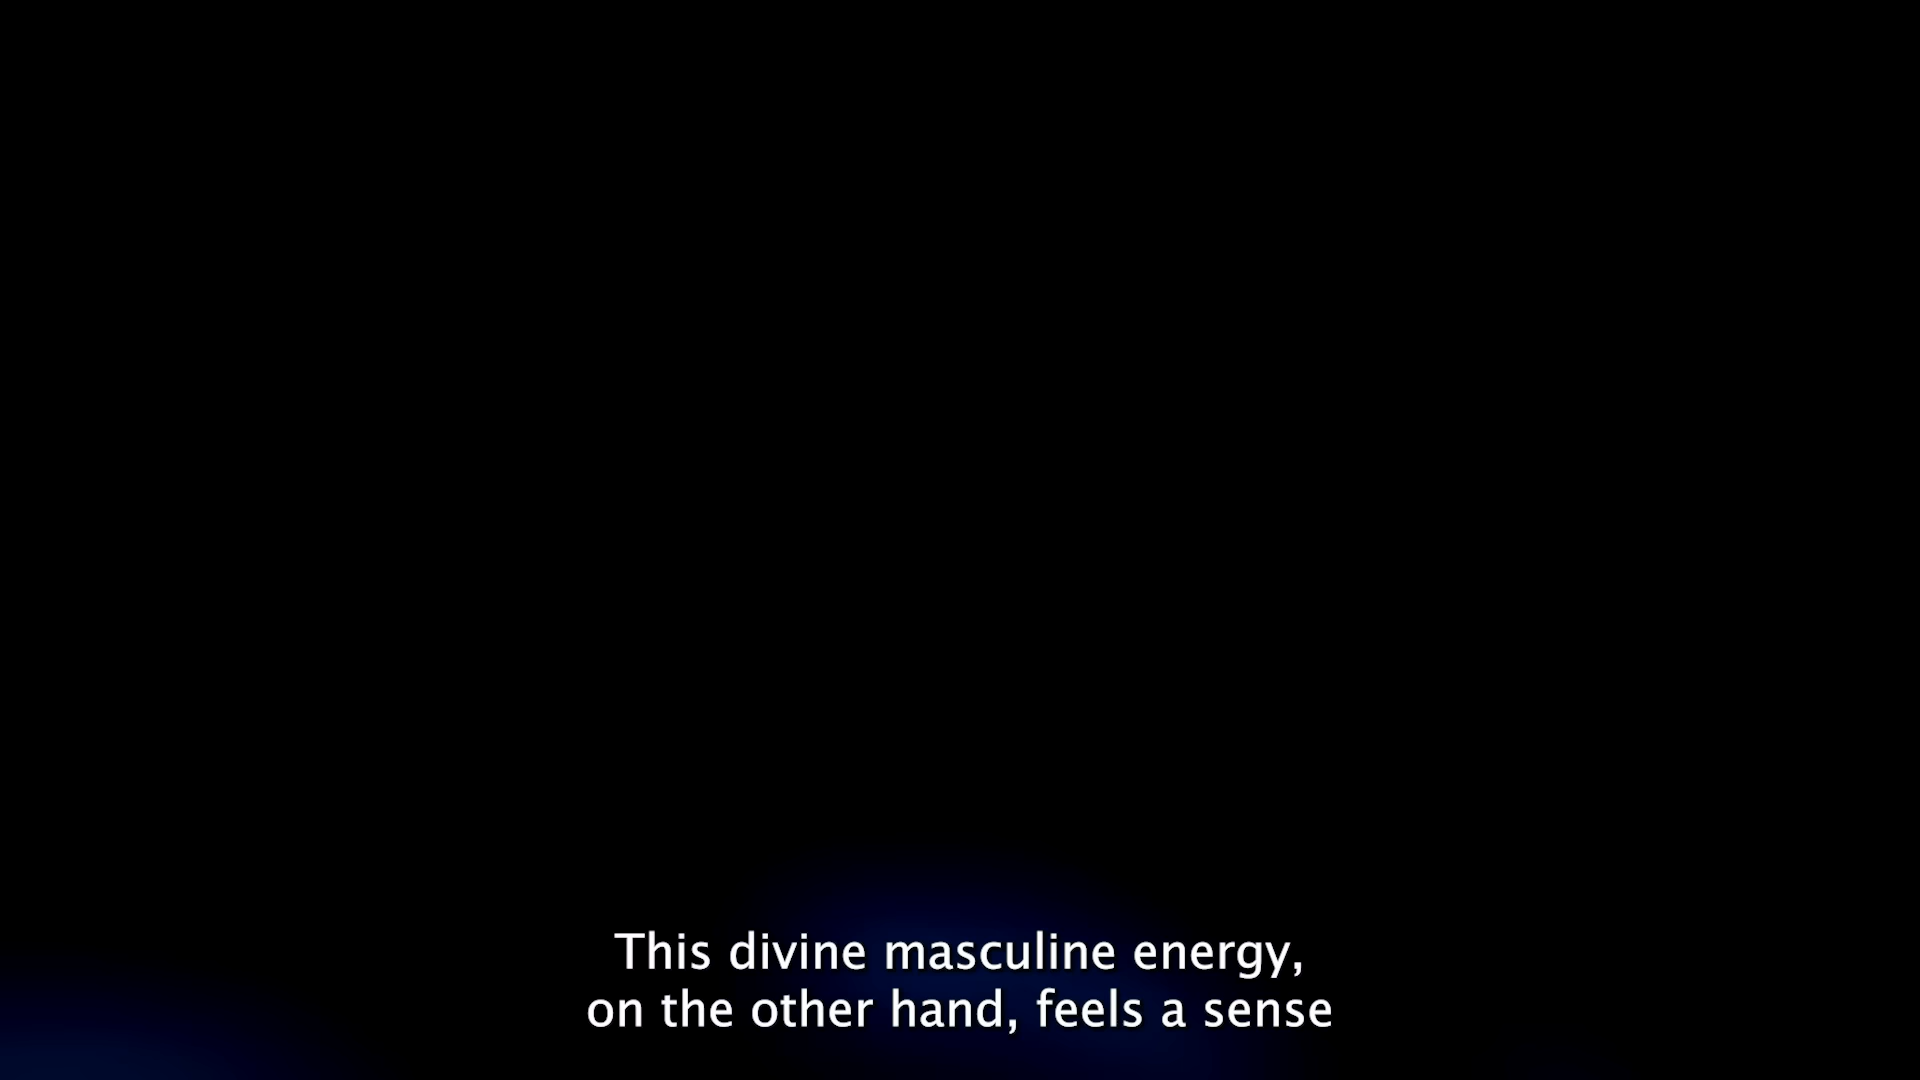 This divine masculine energy,
on the other hand, feels a sense